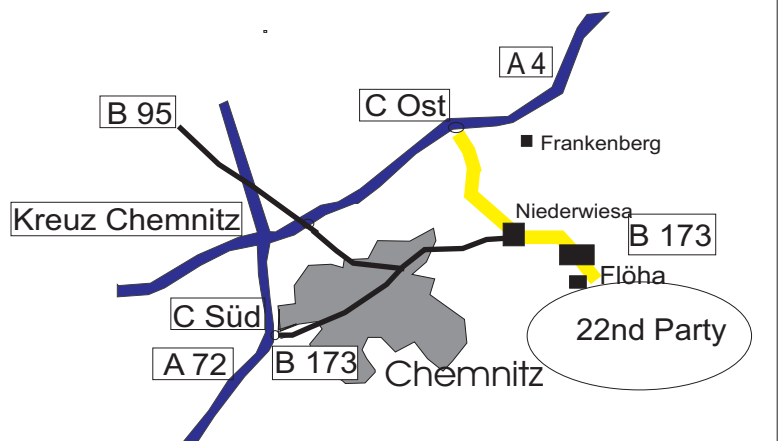 A 4
C Ost
B 95
Frankenberg
Niederwiesa
Kreuz Chemnitz
B 173
Flöha
C Süd
22nd Party
A 72
B 173
Chemnitz